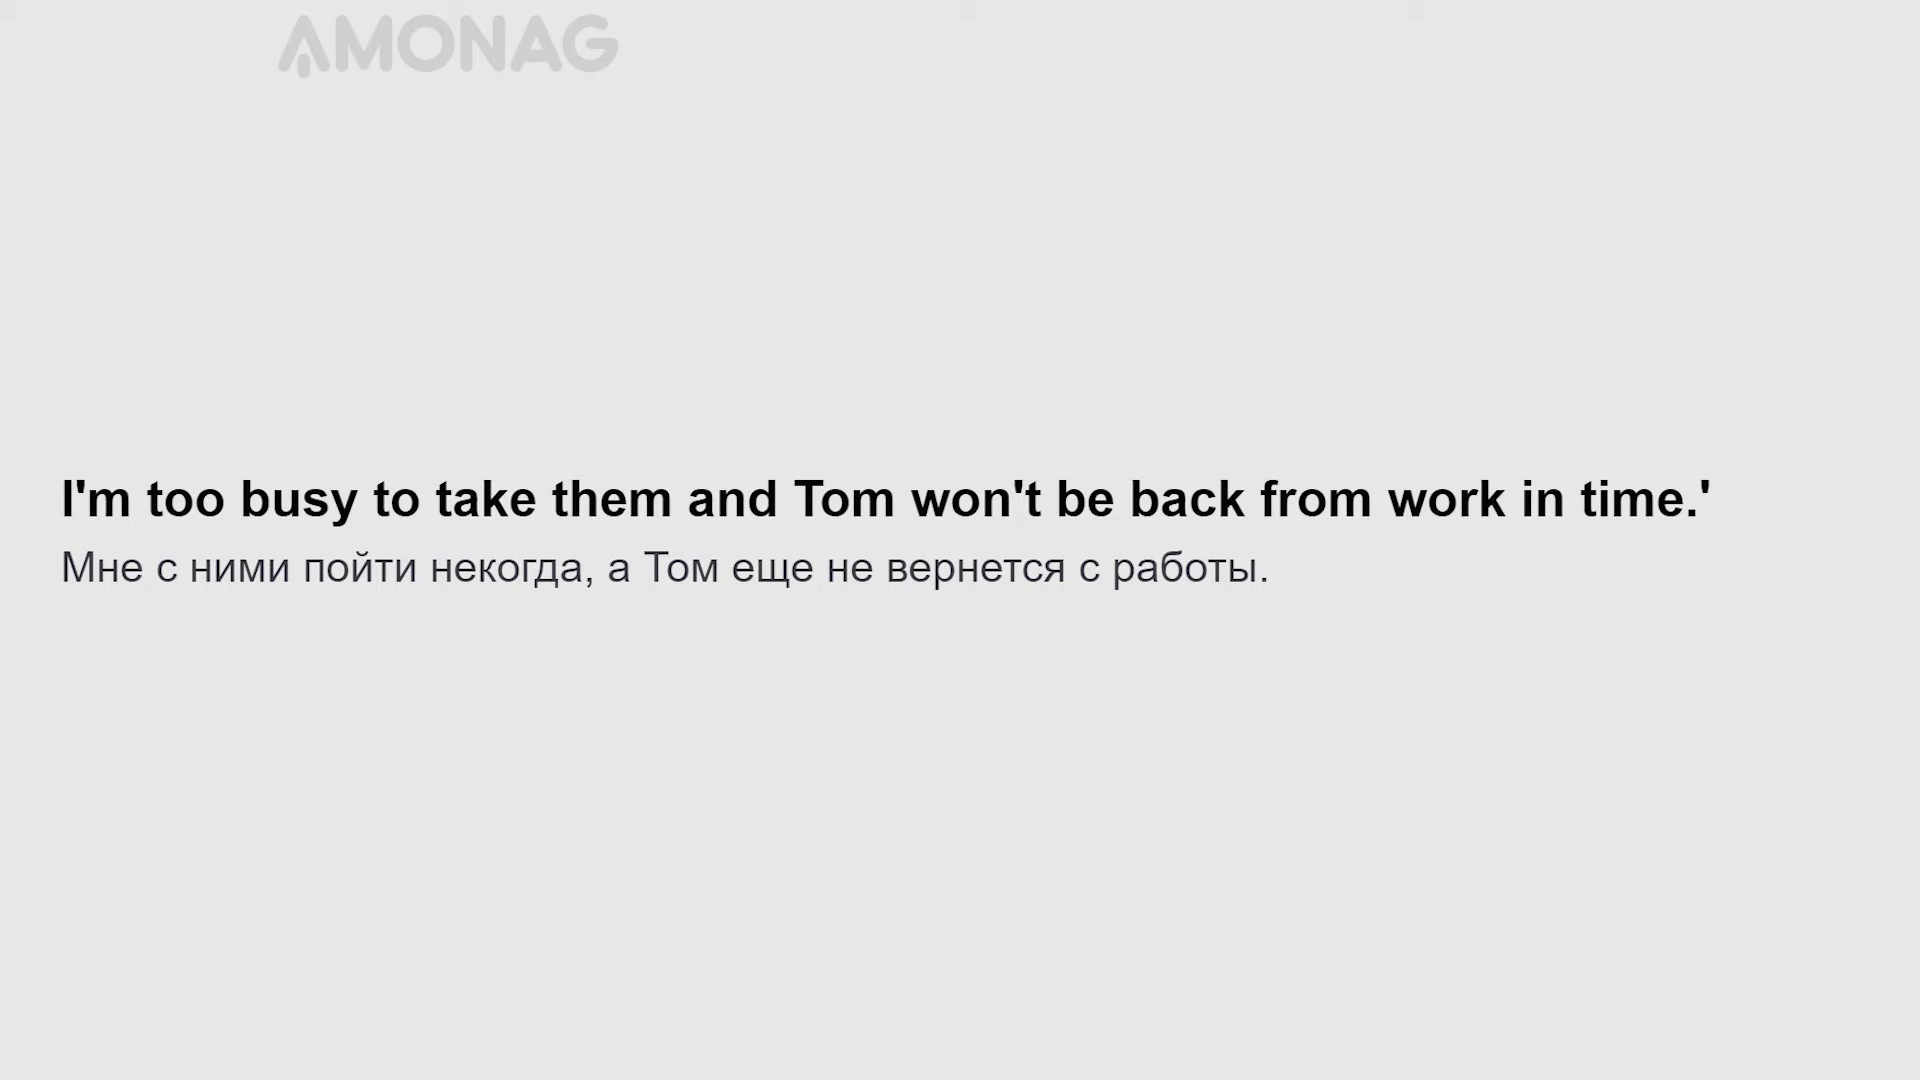 AMONAG
I'm too busy to take them and Tom won't be back from work in time.'
Мне с ними пойти некогда, а Том еще не вернется с работы.